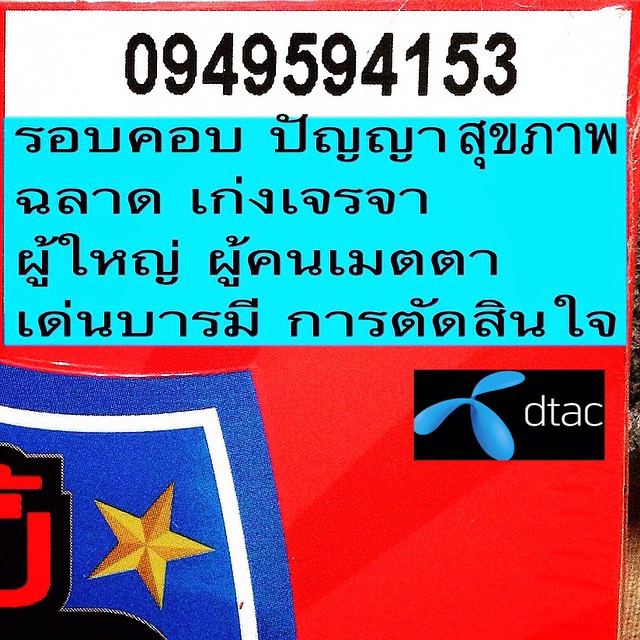 0949594153
รอบคอบ ปัญญา สุขภาพ
ฉลาด เก่งเจรจา
ผู้ใหญ่ ผู้คนเมตตา
เด่นบารมี การตัดสินใจ
dtac